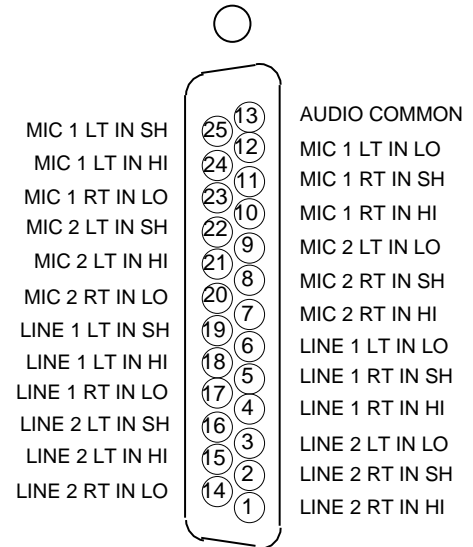 13 AUDIO COMMON
MIC 1 LT IN SH 25
12 MIC 1 LT IN LO
MIC 1 LT IN HI 24
11 MIC 1 RT IN SH
MIC 1 RT IN LO 23
10 MIC 1 RT IN HI
MIC 2 LT IN SH 22
9 MIC 2 LT IN LO
MIC 2 LT IN HI 21
8 MIC 2 RT IN SH
MIC 2 RT IN LO 20
7 MIC 2 RT IN HI
LINE 1 LT IN SH 19
6 LINE 1 LT IN LO
LINE 1 LT IN HI 18
5 LINE 1 RT IN SH
LINE 1 RT IN LO 17
4 LINE 1 RT IN HI
LINE 2 LT IN SH 16
3 LINE 2 LT IN LO
LINE 2 LT IN HI 15
2 LINE 2 RT IN SH
LINE 2 RT IN LO 14
1 LINE 2 RT IN HI